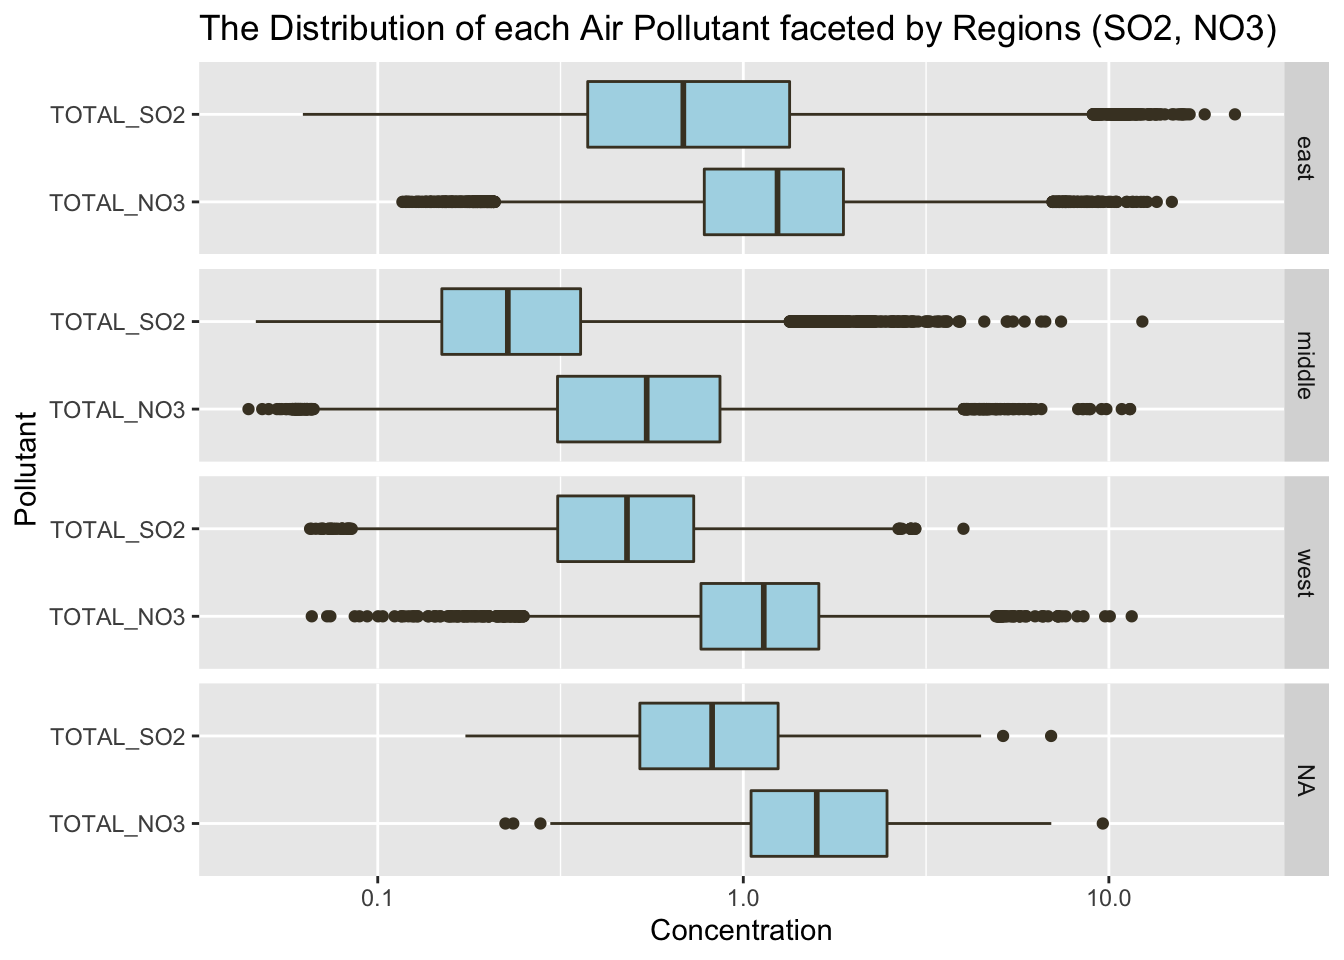 The Distribution of each Air Pollutant faceted by Regions (SO2, NO3)
TOTAL_SO2
TOTAL_NO3
east
TOTAL_SO2
TOTAL_NO3
middle
TOTAL_SO2
TOTAL_NO3
west
TOTAL_SO2
TOTAL_NO3
NA
Pollutant
0.1
1.0
10.0
Concentration